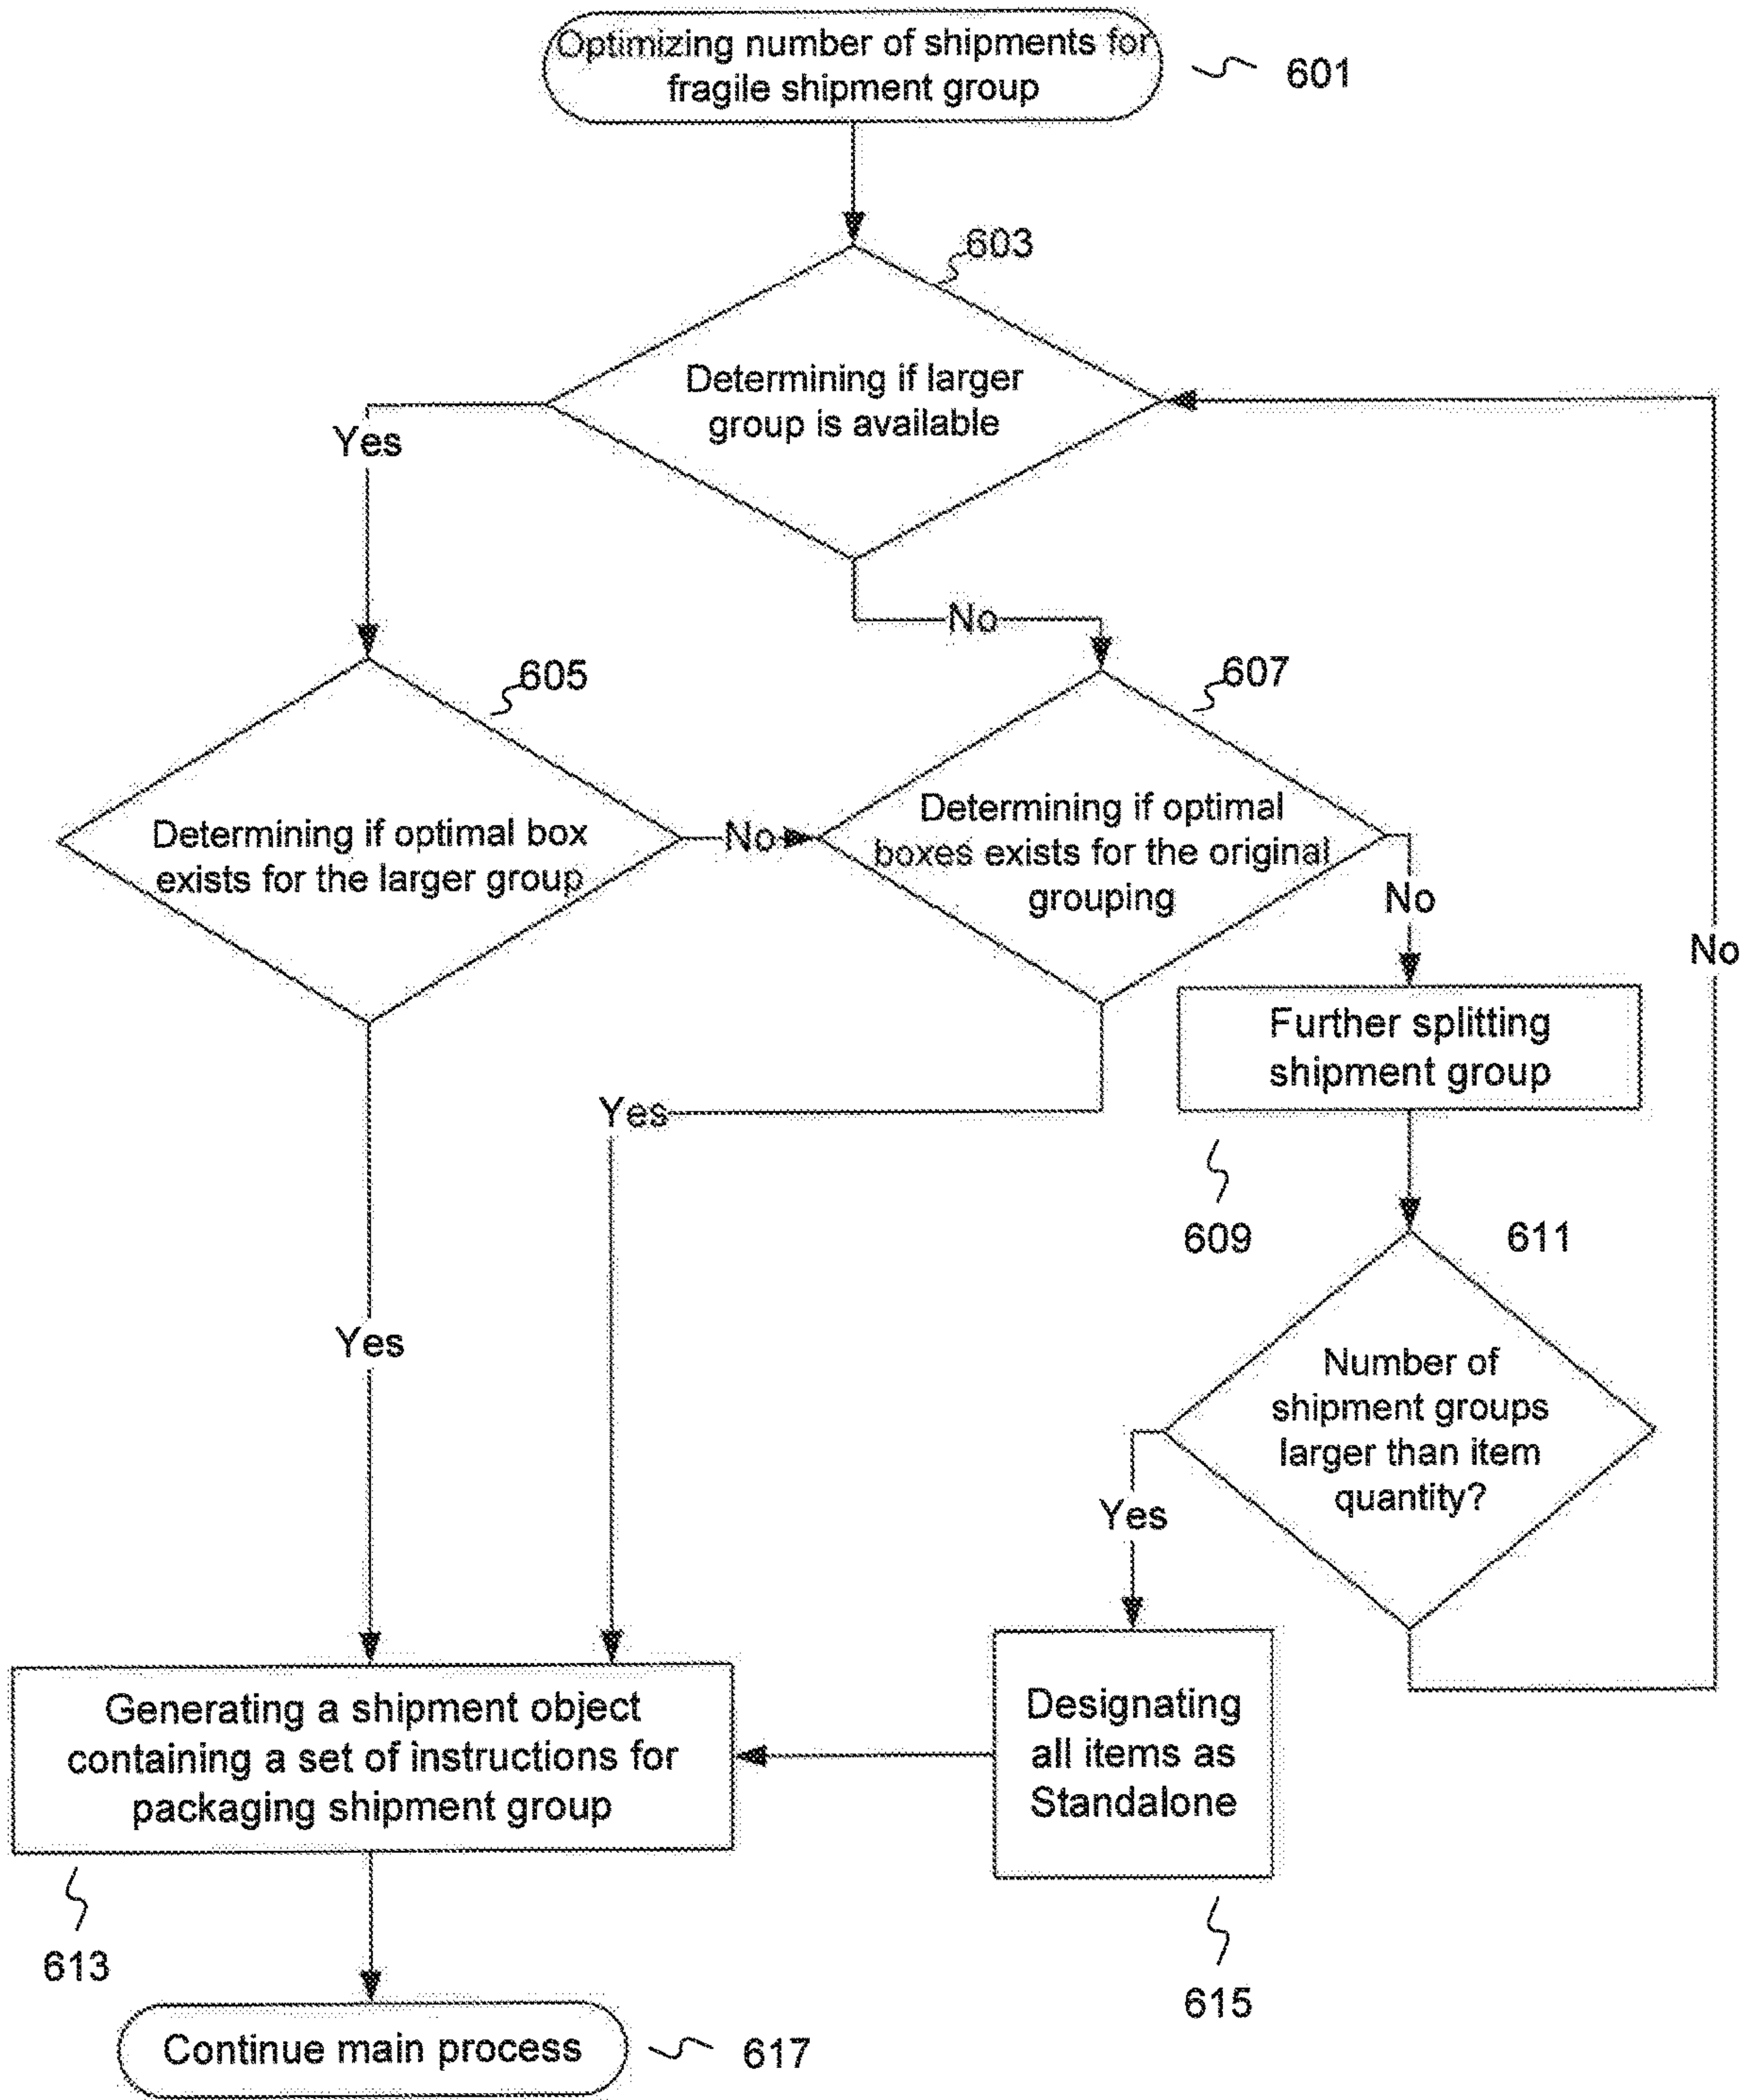 Optimizing number of shipments for
fragile shipment group
601
603
Determining if larger
group is available
Yes
No
605
607
Determining if optimal box
exists for the larger group
No
Determining if optimal
boxes exists for the original
grouping
No
No
Further splitting
shipment group
Yes
609
611
Yes
Number of
shipment groups
larger than item
quantity?
Yes
Generating a shipment object
containing a set of instructions for
packaging shipment group
Designating
all items as
Standalone
613
615
Continue main process
617